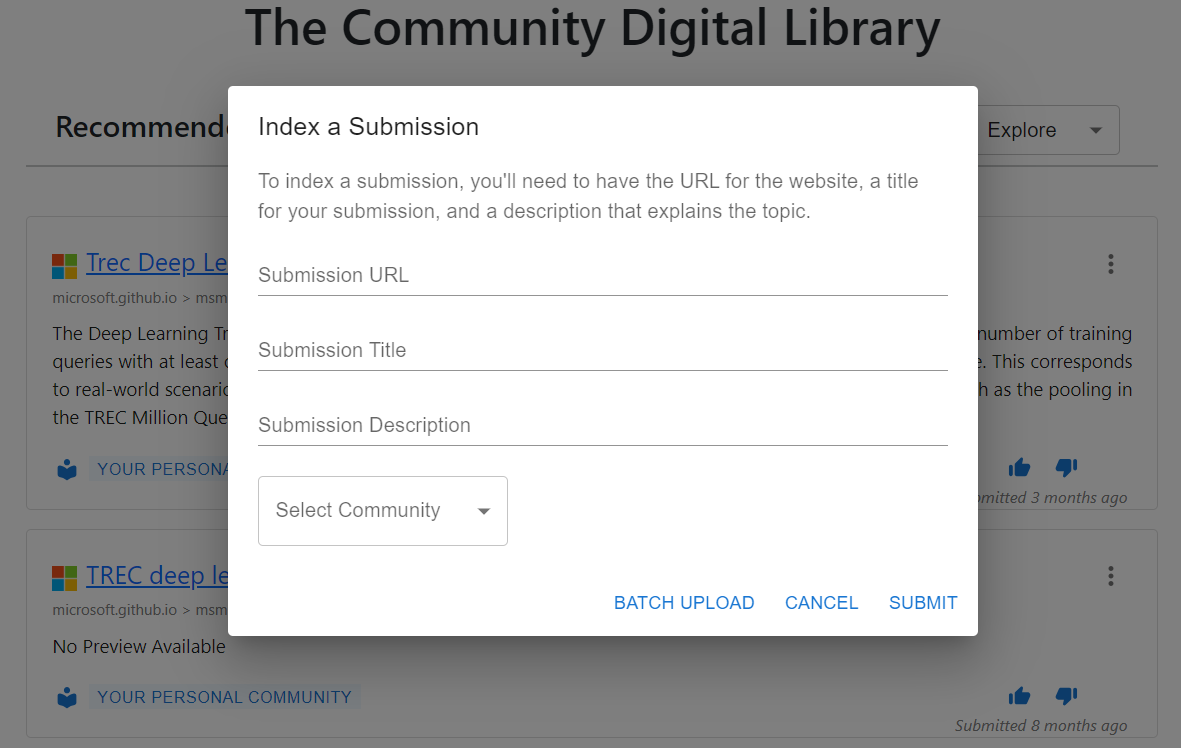 The Community Digital Library
Recommend
Explore
Index a Submission
To index a submission, you'll need to have the URL for the website, a title
for your submission, and a description that explains the topic.
Submission URL
Submission Title
Submission Description
Select Community
BATCH UPLOAD CANCEL SUBMIT
Trec Deep Le
microsoft.github.io > msm
The Deep Learning Tr number of training
queries with at least This corresponds
to real-world scenario as the pooling in
the TREC Million Que
YOUR PERSONA
mitted 3 months ago
TREC deep le
microsoft.github.io > msm
No Preview Available
YOUR PERSONAL COMMUNITY
Submitted 8 months ago